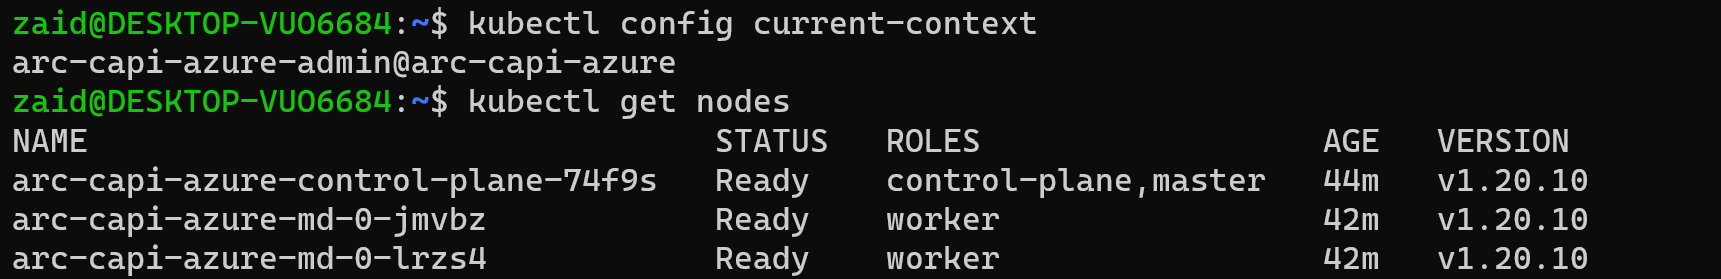 zaid@DESKTOP-VUO6684:~$ kubectl config current-context
arc-capi-azure-admin@arc-capi-azure
zaid@DESKTOP-VUO6684:~$ kubectl get nodes
NAME                                 STATUS   ROLES                  AGE   VERSION
arc-capi-azure-control-plane-74f9s   Ready    control-plane,master   44m   v1.20.10
arc-capi-azure-md-0-jmvbz            Ready    worker                 42m   v1.20.10
arc-capi-azure-md-0-lrzs4            Ready    worker                 42m   v1.20.10